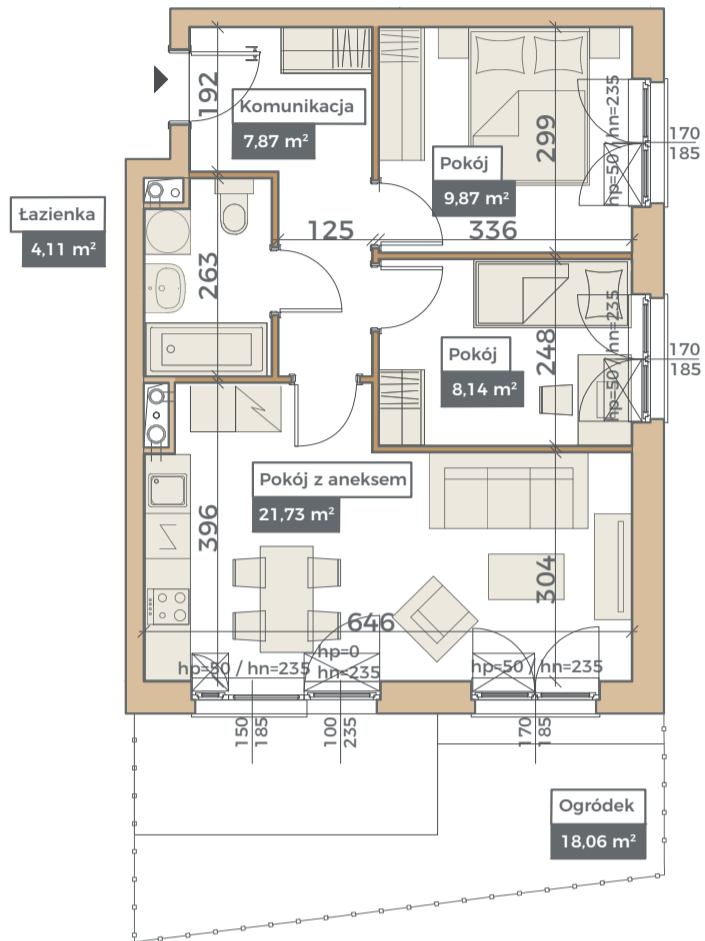 192
Komunikacja
7,87 m²
299
hp=50 / hn=235
170
185
Pokój
9,87 m²
Łazienka
4,11 m²
125
336
263
248
hp=50 / hn=235
170
185
Pokój
8,14 m²
Pokój z aneksem
21,73 m²
396
304
646
hp=0
hn=235
hp=50 / hn=235
hp=50 / hn=235
150
185
100
235
170
185
Ogródek
18,06 m²